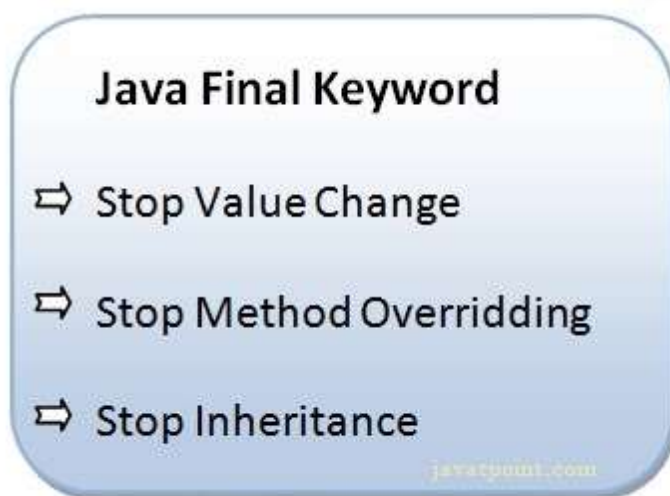 Java Final Keyword
⇨ Stop Value Change
⇨ Stop Method Overridding
⇨ Stop Inheritance
javatpoint.com